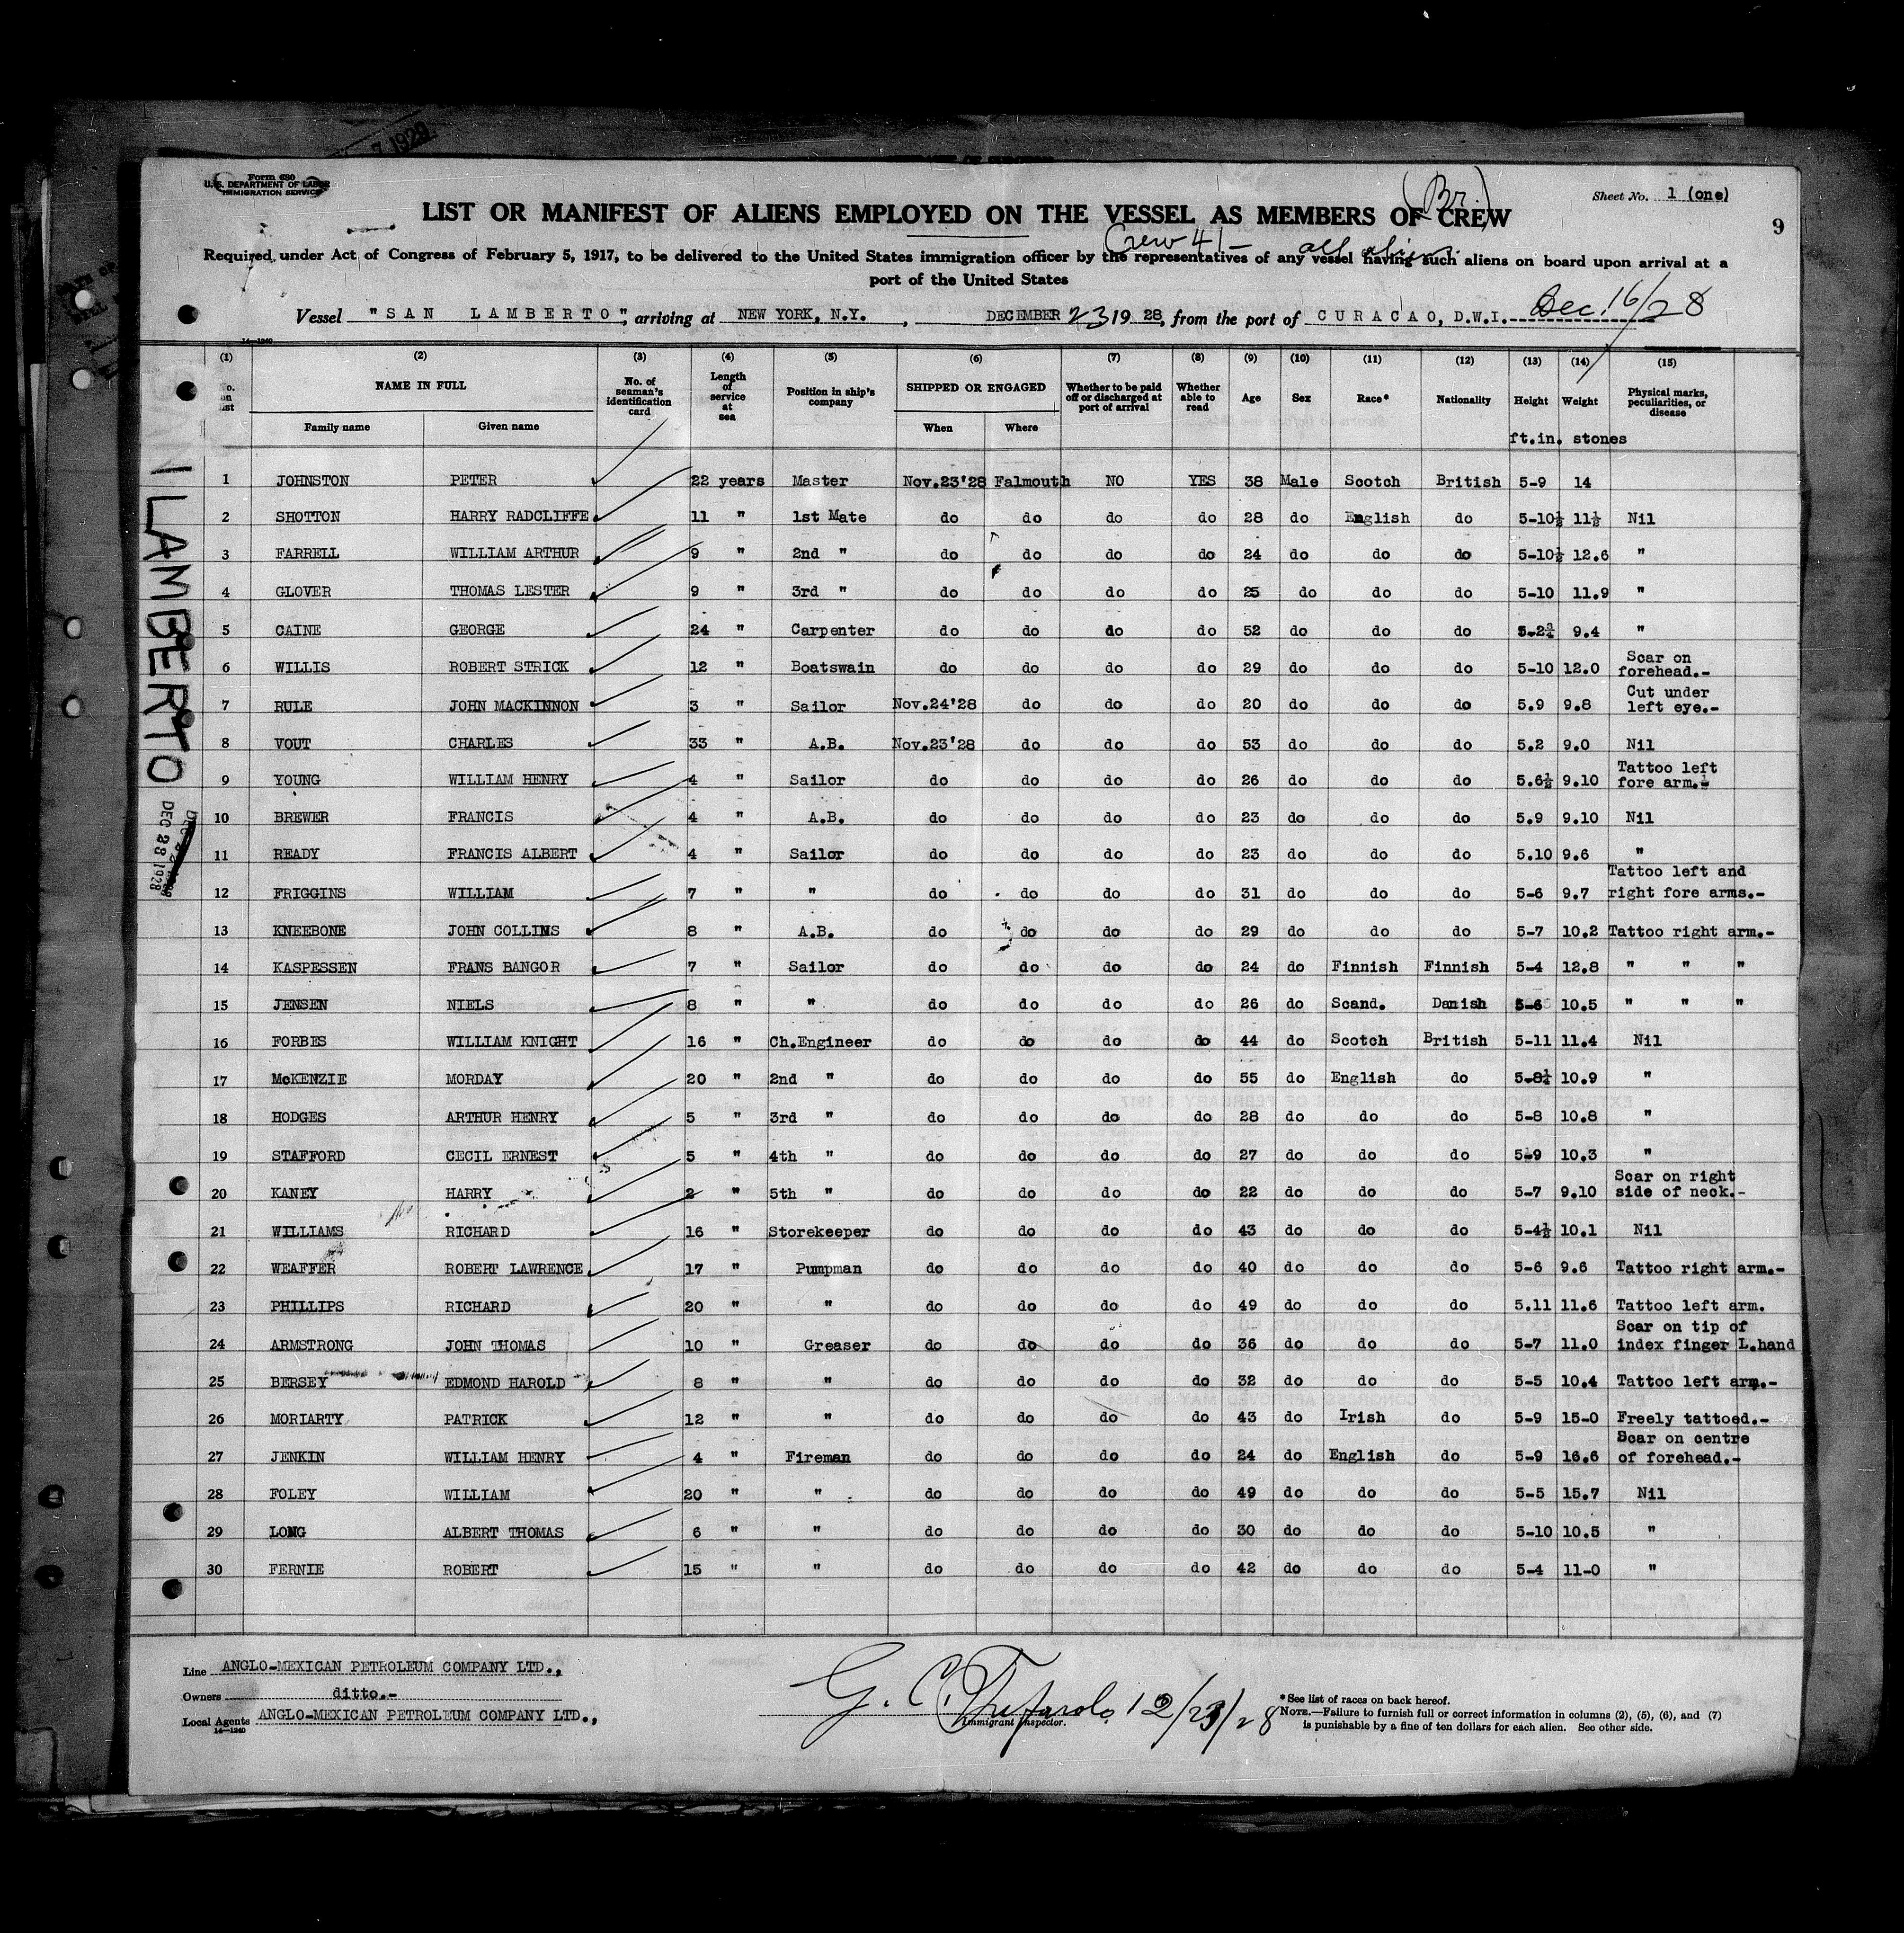 Form 680
U.S. DEPARTMENT OF LABOR
IMMIGRATION SERVICE
7 1929
(Br.)
Sheet No. 1 (one)
9
LIST OR MANIFEST OF ALIENS EMPLOYED ON THE VESSEL AS MEMBERS OF CREW
Crew 41 - all aliens.
Required under Act of Congress of February 5, 1917, to be delivered to the United States immigration officer by the representatives of any vessel having such aliens on board upon arrival at a
port of the United States
Dec. 16/28
Vessel "SAN LAMBERTO", arriving at NEW YORK, N.Y., DECEMBER 23 1928, from the port of CURACAO, D.W.I.
14-1240
(1) (2) (3) (4) (5) (6) (7) (8) (9) (10) (11) (12) (13) (14) (15)
No. on list NAME IN FULL Family name Given name No. of seaman's identification card Length of service at sea Position in ship's company SHIPPED OR ENGAGED When Where Whether to be paid off or discharged at port of arrival Whether able to read Age Sex Race* Nationality Height Weight Physical marks, peculiarities, or disease
ft.in. stones
1 JOHNSTON PETER 22 years Master Nov.23'28 Falmouth NO YES 38 Male Scotch British 5-9 14
2 SHOTTON HARRY RADCLIFFE 11 " 1st Mate do do do do 28 do English do 5-10½ 11½ Nil
3 FARRELL WILLIAM ARTHUR 9 " 2nd " do do do do 24 do do do 5-10½ 12.6 "
4 GLOVER THOMAS LESTER 9 " 3rd " do do do do 25 do do do 5-10 11.9 "
5 CAINE GEORGE 24 " Carpenter do do do do 52 do do do 5-2¾ 9.4 "
6 WILLIS ROBERT STRICK 12 " Boatswain do do do do 29 do do do 5-10 12.0 Scar on forehead.-
7 RULE JOHN MACKINNON 3 " Sailor Nov.24'28 do do do 20 do do do 5.9 9.8 Cut under left eye.-
8 VOUT CHARLES 33 " A.B. Nov.23'28 do do do 53 do do do 5.2 9.0 Nil
9 YOUNG WILLIAM HENRY 4 " Sailor do do do do 26 do do do 5.6½ 9.10 Tattoo left fore arm.-
10 BREWER FRANCIS 4 " A.B. do do do do 23 do do do 5.9 9.10 Nil
11 READY FRANCIS ALBERT 4 " Sailor do do do do 23 do do do 5.10 9.6 "
12 FRIGGINS WILLIAM 7 " " do do do do 31 do do do 5-6 9.7 Tattoo left and right fore arms.-
13 KNEEBONE JOHN COLLINS 8 " A.B. do do do do 29 do do do 5-7 10.2 Tattoo right arm.-
14 KASPESSEN FRANS BANGOR 7 " Sailor do do do do 24 do Finnish Finnish 5-4 12.8 " " "
15 JENSEN NIELS 8 " " do do do do 26 do Scand. Danish 5-6 10.5 " " "
16 FORBES WILLIAM KNIGHT 16 " Ch.Engineer do do do do 44 do Scotch British 5-11 11.4 Nil
17 McKENZIE MORDAY 20 " 2nd " do do do do 55 do English do 5-8¼ 10.9 "
18 HODGES ARTHUR HENRY 5 " 3rd " do do do do 28 do do do 5-8 10.8 "
19 STAFFORD CECIL ERNEST 5 " 4th " do do do do 27 do do do 5-9 10.3 "
20 KANEY HARRY 2 " 5th " do do do do 22 do do do 5-7 9.10 Scar on right side of neck.-
21 WILLIAMS RICHARD 16 " Storekeeper do do do do 43 do do do 5-4½ 10.1 Nil
22 WEAFFER ROBERT LAWRENCE 17 " Pumpman do do do do 40 do do do 5-6 9.6 Tattoo right arm.-
23 PHILLIPS RICHARD 20 " " do do do do 49 do do do 5.11 11.6 Tattoo left arm.
24 ARMSTRONG JOHN THOMAS 10 " Greaser do do do do 36 do do do 5-7 11.0 Scar on tip of index finger L.hand
25 BERSEY EDMOND HAROLD 8 " " do do do do 32 do do do 5-5 10.4 Tattoo left arm.-
26 MORIARTY PATRICK 12 " " do do do do 43 do Irish do 5-9 15-0 Freely tattoed.-
27 JENKIN WILLIAM HENRY 4 " Fireman do do do do 24 do English do 5-9 16.6 Scar on centre of forehead.-
28 FOLEY WILLIAM 20 " " do do do do 49 do do do 5-5 15.7 Nil
29 LONG ALBERT THOMAS 6 " " do do do do 30 do do do 5-10 10.5 "
30 FERNIE ROBERT 15 " " do do do do 42 do do do 5-4 11-0 "
SAN LAMBERTO
DEC 23 1928
Line ANGLO-MEXICAN PETROLEUM COMPANY LTD.,
Owners ditto.-
Local Agents ANGLO-MEXICAN PETROLEUM COMPANY LTD.,
14-1240
G. C. 12/23/28
Immigrant Inspector.
*See list of races on back hereof.
NOTE.—Failure to furnish full or correct information in columns (2), (5), (6), and (7)
is punishable by a fine of ten dollars for each alien. See other side.